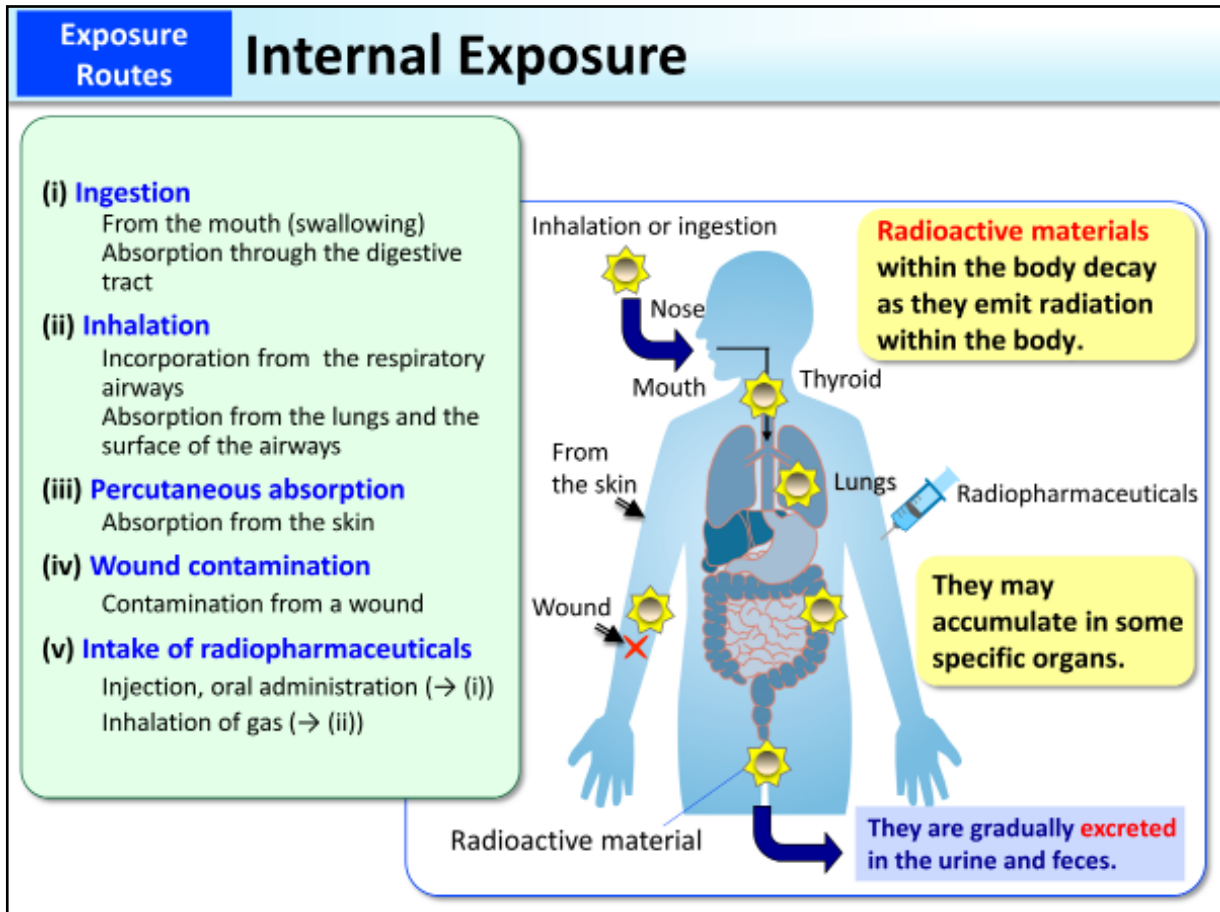 Exposure
Routes
Internal Exposure
(i) Ingestion
From the mouth (swallowing)
Absorption through the digestive
tract
(ii) Inhalation
Incorporation from the respiratory
airways
Absorption from the lungs and the
surface of the airways
(iii) Percutaneous absorption
Absorption from the skin
(iv) Wound contamination
Contamination from a wound
(v) Intake of radiopharmaceuticals
Injection, oral administration (→ (i))
Inhalation of gas (→ (ii))
Inhalation or ingestion
Nose
Mouth
Thyroid
From
the skin
Lungs
Radiopharmaceuticals
Wound
Radioactive material
Radioactive materials
within the body decay
as they emit radiation
within the body.
They may
accumulate in some
specific organs.
They are gradually excreted
in the urine and feces.